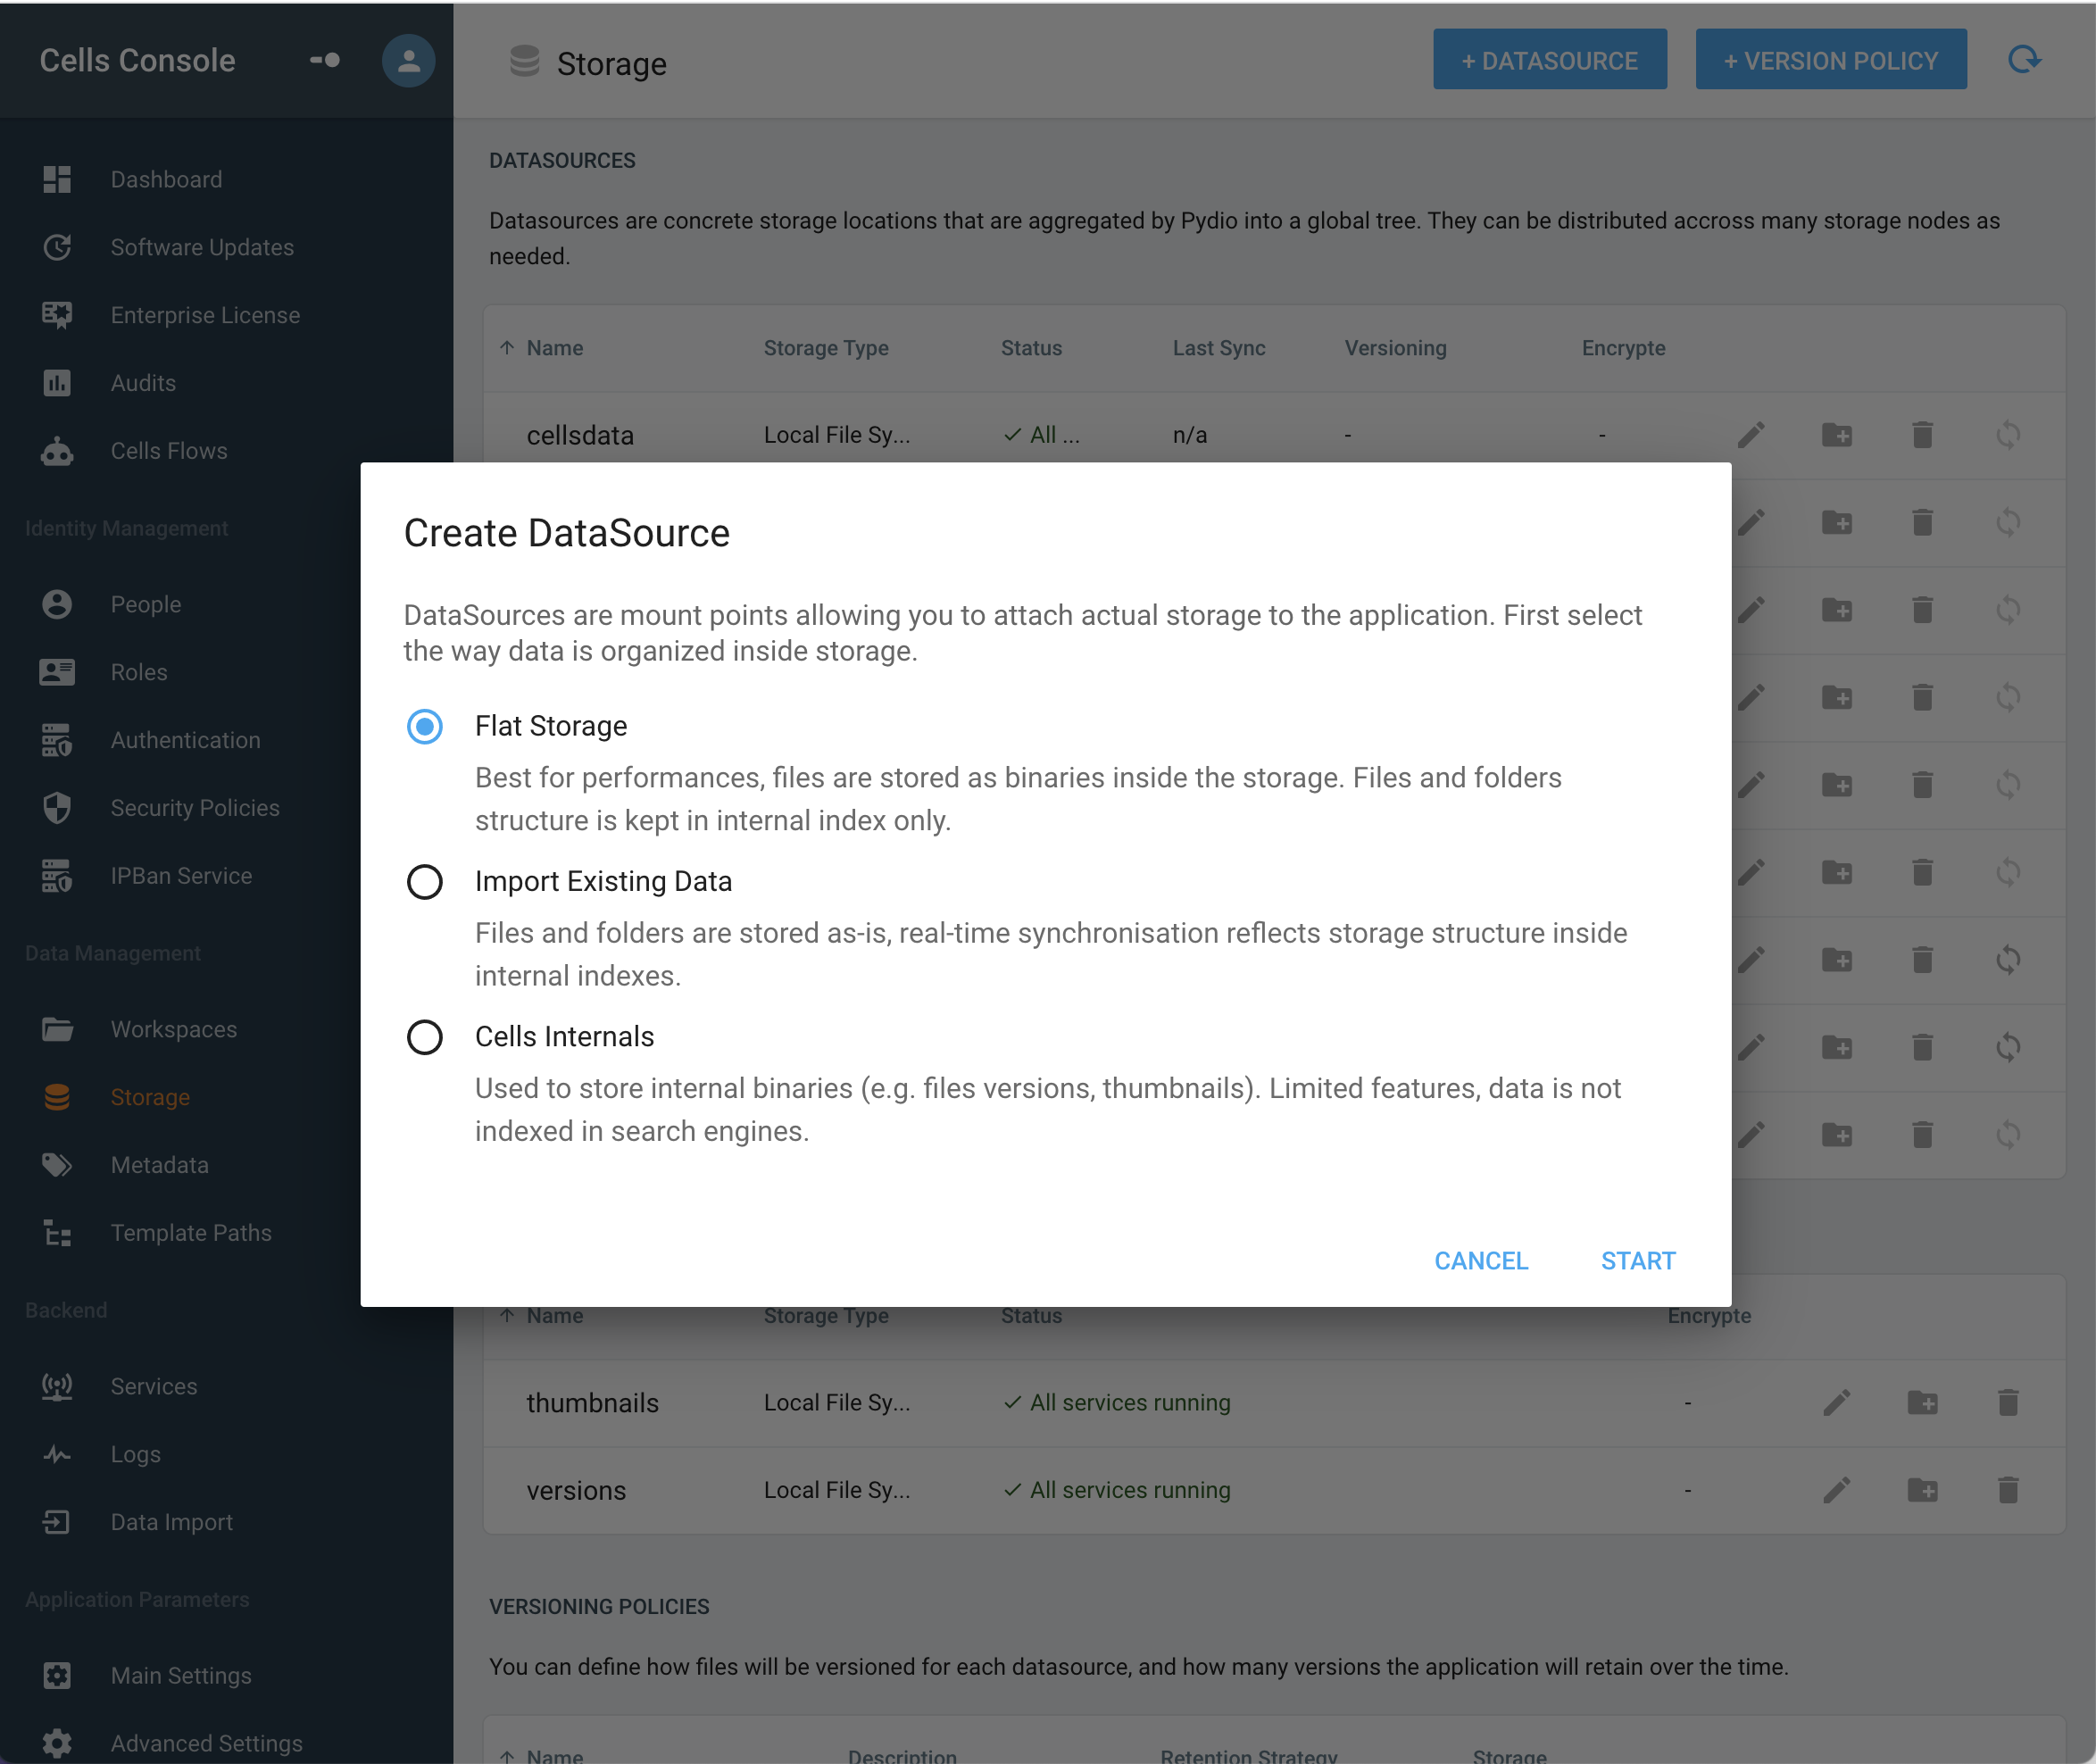 Cells Console
Storage
+ DATASOURCE
+ VERSION POLICY
Dashboard
Software Updates
Enterprise License
Audits
Cells Flows
Identity Management
People
Roles
Authentication
Security Policies
IPBan Service
Data Management
Workspaces
Storage
Metadata
Template Paths
Backend
Services
Logs
Data Import
Application Parameters
Main Settings
Advanced Settings
DATASOURCES
Datasources are concrete storage locations that are aggregated by Pydio into a global tree. They can be distributed accross many storage nodes as
needed.
Name Storage Type Status Last Sync Versioning Encrypte
cellsdata Local File Sy... All ... n/a - -
Create DataSource
DataSources are mount points allowing you to attach actual storage to the application. First select
the way data is organized inside storage.
Flat Storage
Best for performances, files are stored as binaries inside the storage. Files and folders
structure is kept in internal index only.
Import Existing Data
Files and folders are stored as-is, real-time synchronisation reflects storage structure inside
internal indexes.
Cells Internals
Used to store internal binaries (e.g. files versions, thumbnails). Limited features, data is not
indexed in search engines.
CANCEL START
Name Storage Type Status Encrypte
thumbnails Local File Sy... All services running -
versions Local File Sy... All services running -
VERSIONING POLICIES
You can define how files will be versioned for each datasource, and how many versions the application will retain over the time.
Name Description Retention Strategy Storage